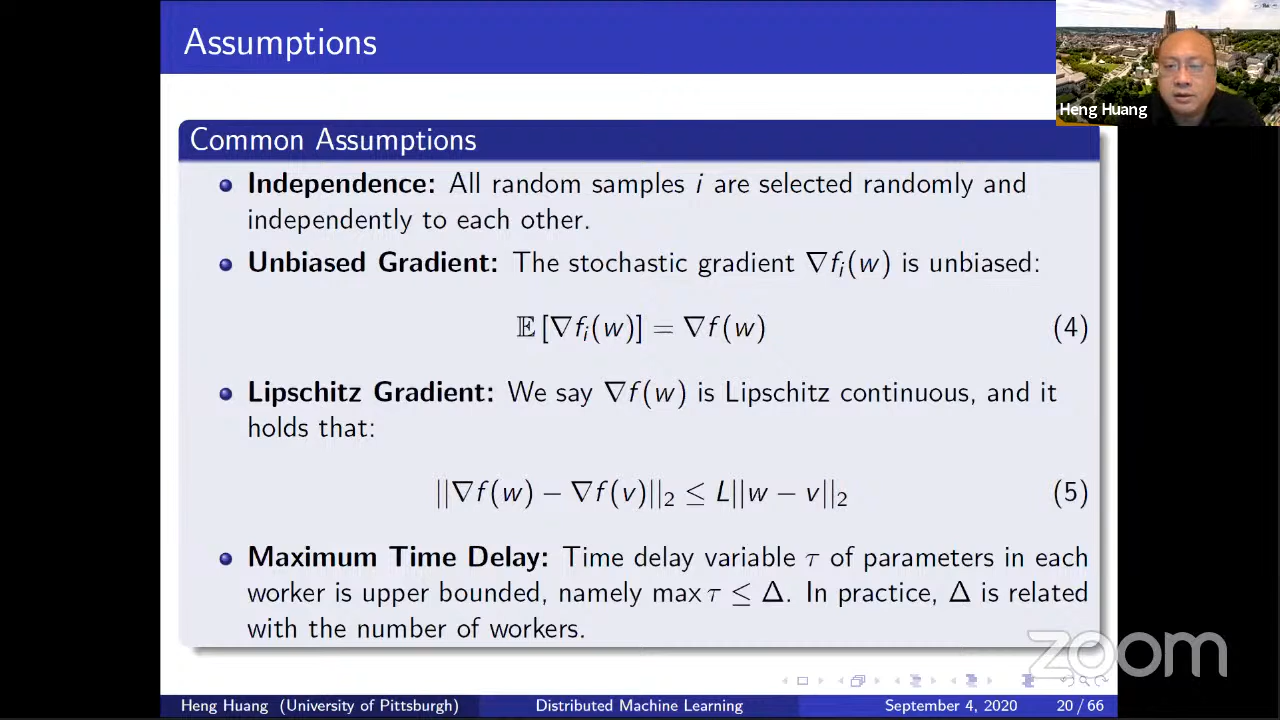 Assumptions
Heng Huang
Common Assumptions
Independence: All random samples i are selected randomly and
independently to each other.
Unbiased Gradient: The stochastic gradient ∇f_i(w) is unbiased:
𝔼 [∇f_i(w)] = ∇f(w) (4)
Lipschitz Gradient: We say ∇f(w) is Lipschitz continuous, and it
holds that:
||∇f(w) − ∇f(v)||₂ ≤ L||w − v||₂ (5)
Maximum Time Delay: Time delay variable τ of parameters in each
worker is upper bounded, namely max τ ≤ Δ. In practice, Δ is related
with the number of workers.
zoom
Heng Huang (University of Pittsburgh) Distributed Machine Learning September 4, 2020 20 / 66